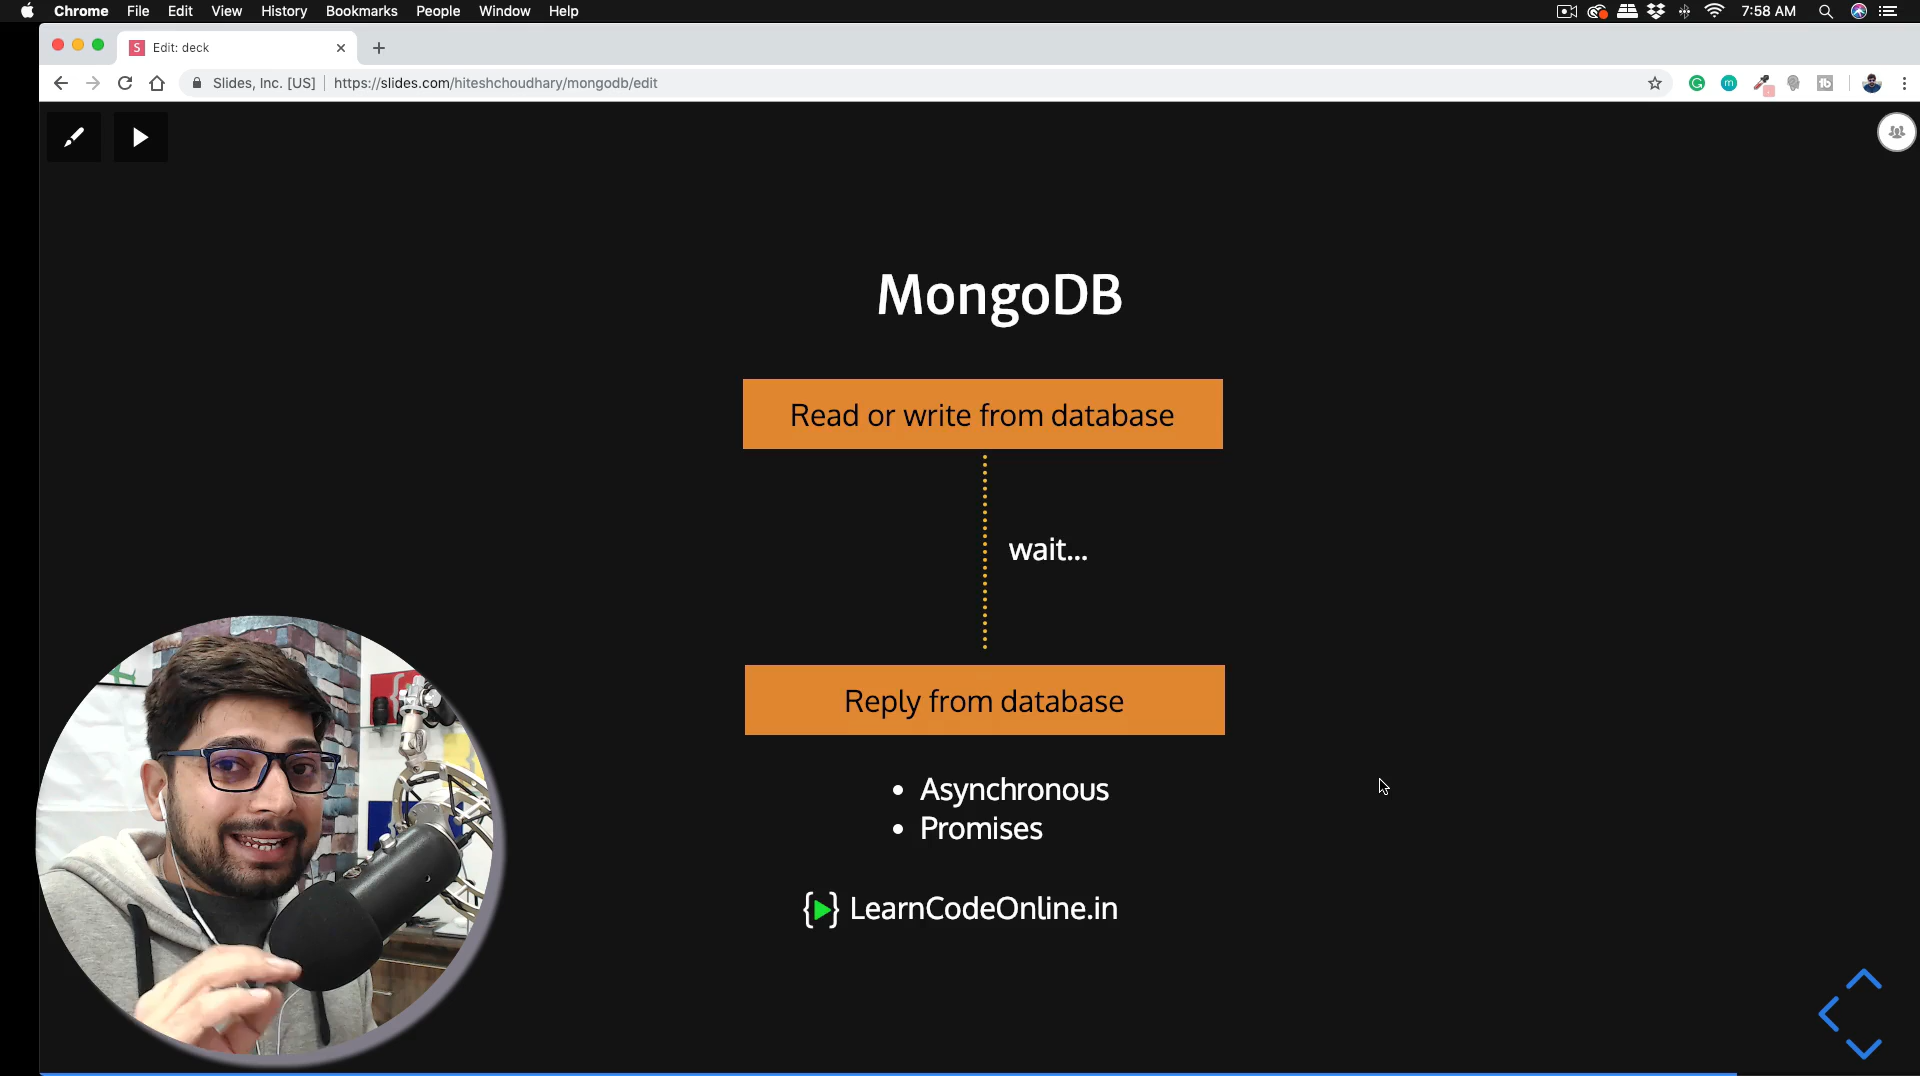 Chrome File Edit View History Bookmarks People Window Help 7:58 AM
S Edit: deck
Slides, Inc. [US] https://slides.com/hiteshchoudhary/mongodb/edit
MongoDB
Read or write from database
wait...
Reply from database
• Asynchronous
• Promises
{▶} LearnCodeOnline.in